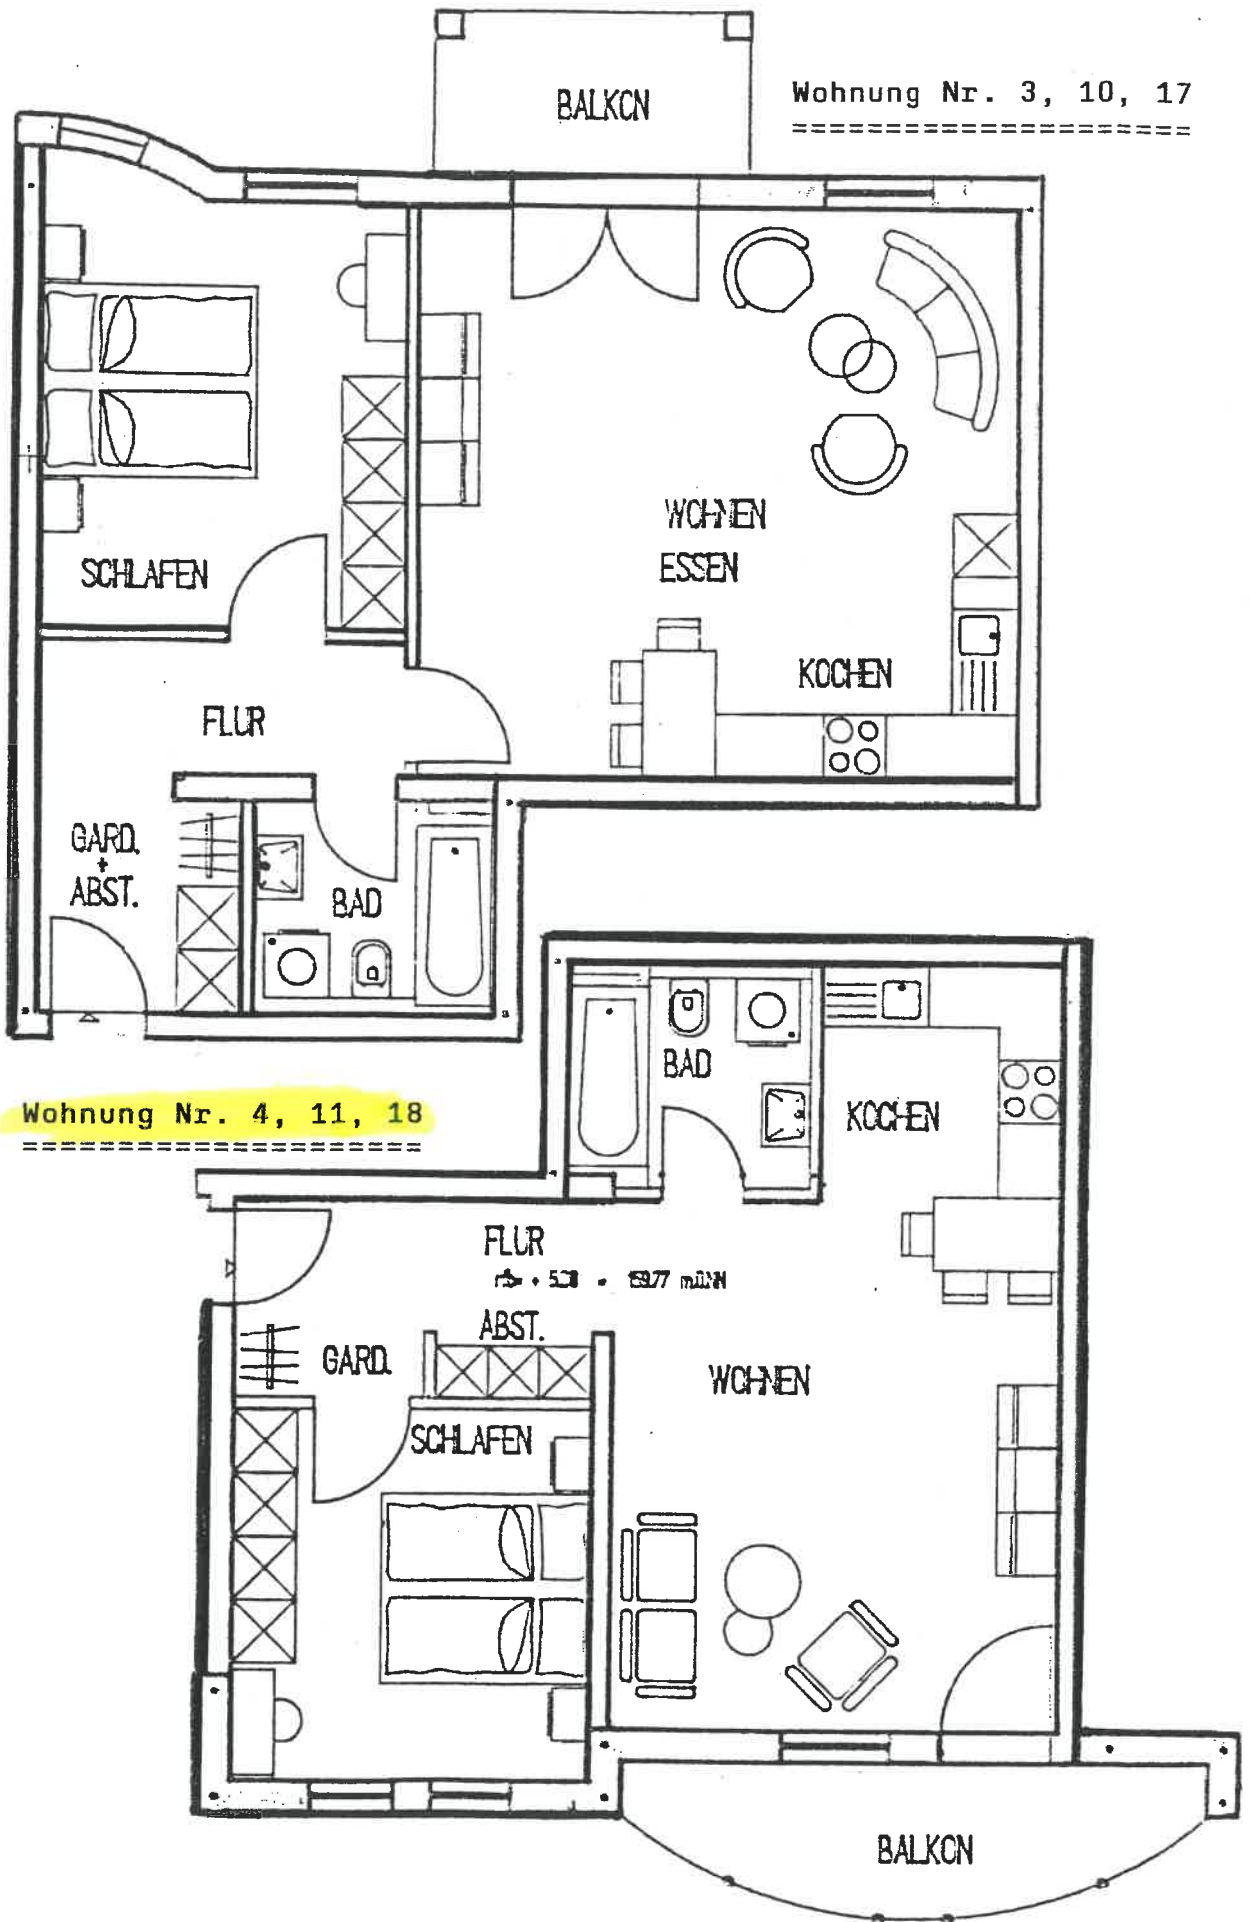 BALKON
Wohnung Nr. 3, 10, 17
=====================
WOHNEN
ESSEN
SCHLAFEN
KOCHEN
FLUR
GARD.
+
ABST.
BAD
BAD
Wohnung Nr. 4, 11, 18
=====================
KOCHEN
FLUR
ABST.
GARD.
WOHNEN
SCHLAFEN
BALKON